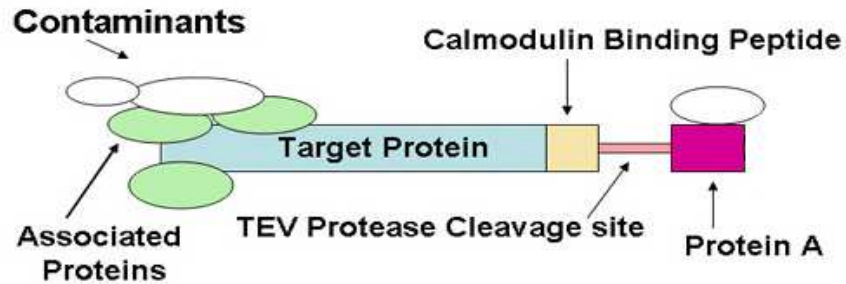 Contaminants
Calmodulin Binding Peptide
Target Protein
TEV Protease Cleavage site
Associated
Proteins
Protein A